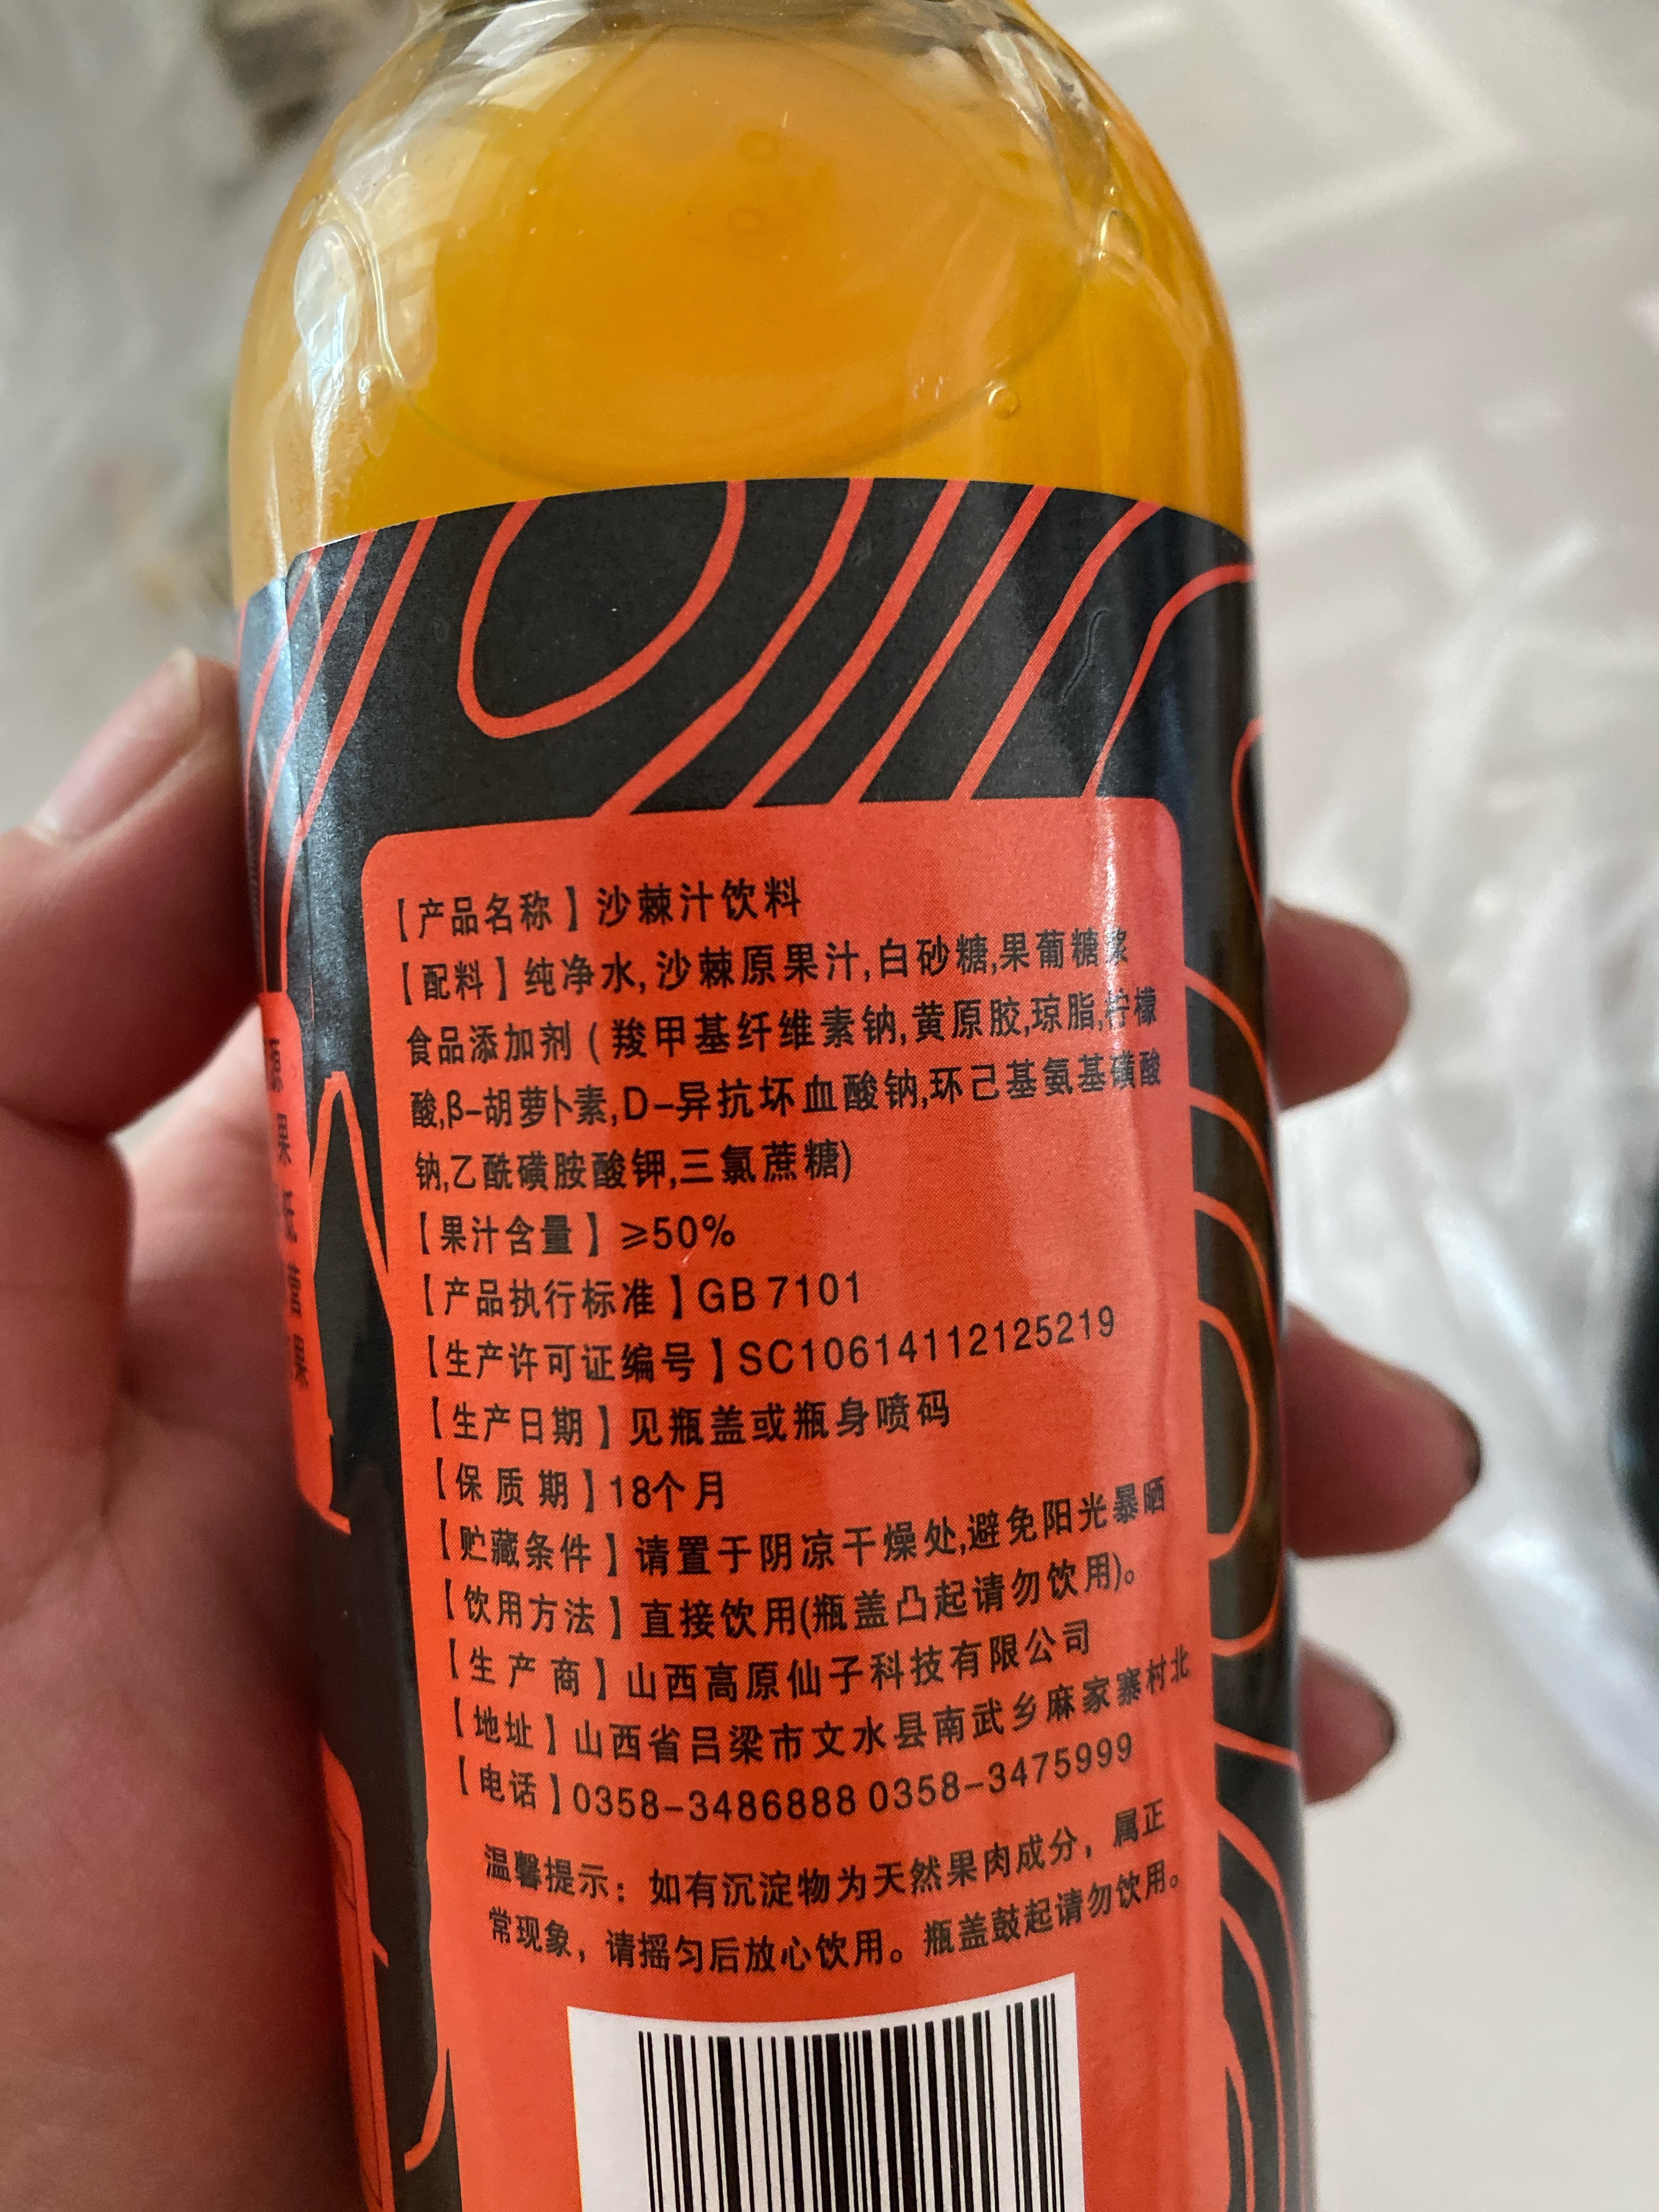 【产品名称】沙棘汁饮料
【配料】纯净水,沙棘原果汁,白砂糖,果葡糖浆
食品添加剂(羧甲基纤维素钠,黄原胶,琼脂,柠檬
酸,β-胡萝卜素,D-异抗坏血酸钠,环己基氨基磺酸
钠,乙酰磺胺酸钾,三氯蔗糖)
【果汁含量】≥50%
【产品执行标准】GB 7101
【生产许可证编号】SC10614112125219
【生产日期】见瓶盖或瓶身喷码
【保质期】18个月
【贮藏条件】请置于阴凉干燥处,避免阳光暴晒
【饮用方法】直接饮用(瓶盖凸起请勿饮用)。
【生产商】山西高原仙子科技有限公司
【地址】山西省吕梁市文水县南武乡麻家寨村北
【电话】0358-3486888 0358-3475999
温馨提示：如有沉淀物为天然果肉成分，属正
常现象，请摇匀后放心饮用。瓶盖鼓起请勿饮用。